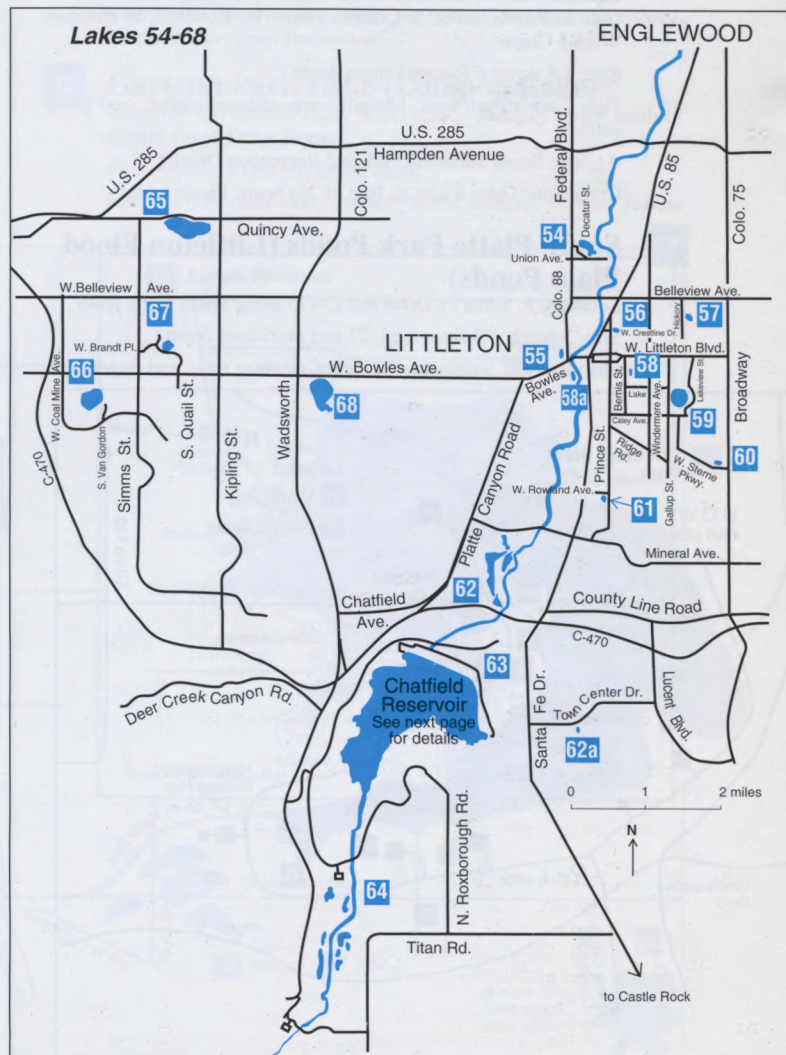 Lakes 54-68
ENGLEWOOD
U.S. 285
Hampden Avenue
U.S. 285
Colo. 121
Federal Blvd.
Decatur St.
U.S. 85
Colo. 75
65
Quincy Ave.
54
Union Ave.
Colo. 88
W.Belleview Ave.
Belleview Ave.
67
56
Hickory
57
W. Crestline Dr.
W. Brandt Pl.
LITTLETON
55
W. Littleton Blvd.
66
W. Bowles Ave.
Bowles
Ave.
58
Bemis St.
Lake
Lakeview St.
W. Coal Mine Ave.
68
58a
Windermere Ave.
59
Broadway
Caley Ave.
C-470
S. Van Gordon
Simms St.
S. Quail St.
Kipling St.
Wadsworth
Platte Canyon Road
Prince St.
Ridge
Rd.
W. Sterne
Pkwy.
60
W. Rowland Ave.
61
Gallup St.
Mineral Ave.
62
Chatfield
Ave.
County Line Road
C-470
63
Deer Creek Canyon Rd.
Chatfield
Reservoir
See next page
for details
Santa Fe Dr.
Town Center Dr.
Lucent Blvd.
62a
0 1 2 miles
N
N. Roxborough Rd.
64
Titan Rd.
to Castle Rock